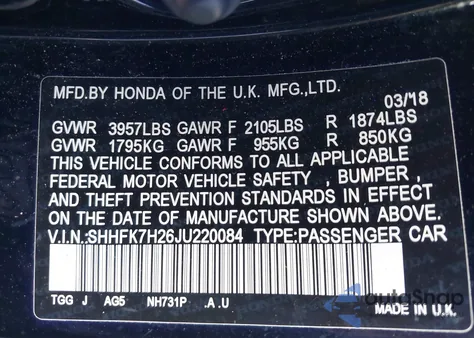 MFD.BY HONDA OF THE U.K. MFG.,LTD.
03/18
GVWR 3957LBS GAWR F 2105LBS R 1874LBS
GVWR 1795KG GAWR F 955KG R 850KG
THIS VEHICLE CONFORMS TO ALL APPLICABLE
FEDERAL MOTOR VEHICLE SAFETY , BUMPER ,
AND THEFT PREVENTION STANDARDS IN EFFECT
ON THE DATE OF MANUFACTURE SHOWN ABOVE.
V.I.N.:SHHFK7H26JU220084 TYPE:PASSENGER CAR
TGG J AG5 NH731P .A.U MADE IN U.K.
autoSnap